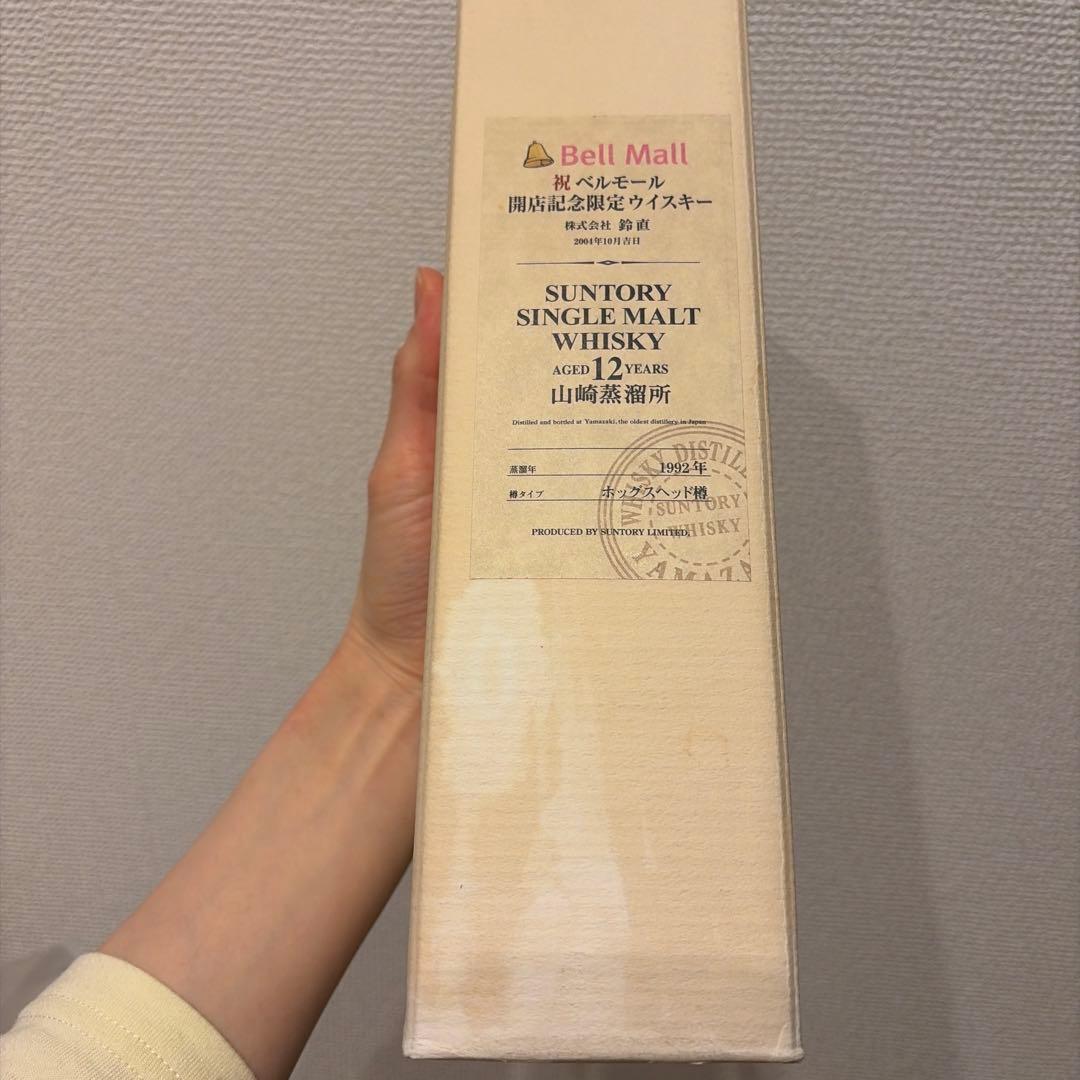 Bell Mall
祝 ベルモール
開店記念限定ウイスキー
株式会社 鈴直
2004年10月吉日
SUNTORY
SINGLE MALT
WHISKY
AGED 12 YEARS
山崎蒸溜所
Distilled and bottled at Yamazaki, the oldest distillery in Japan
蒸溜年 1992年
樽タイプ ホッグスヘッド樽
PRODUCED BY SUNTORY LIMITED.
WHISKY DISTILL
SUNTORY
WHISKY
YAMAZA